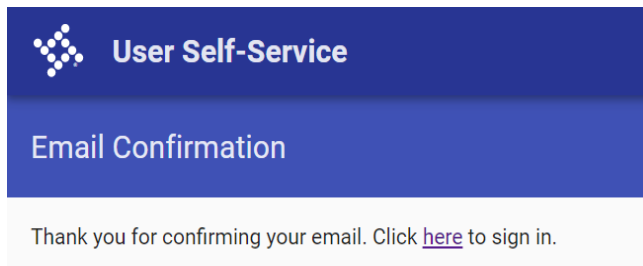 User Self-Service
Email Confirmation
Thank you for confirming your email. Click here to sign in.